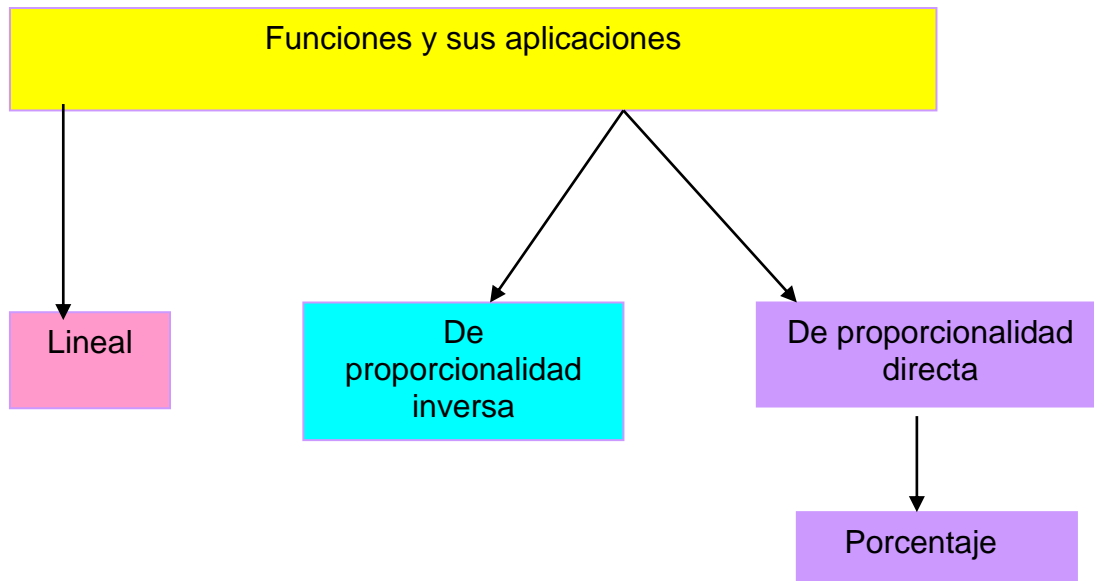 Funciones y sus aplicaciones
Lineal
De
proporcionalidad
inversa
De proporcionalidad
directa
Porcentaje